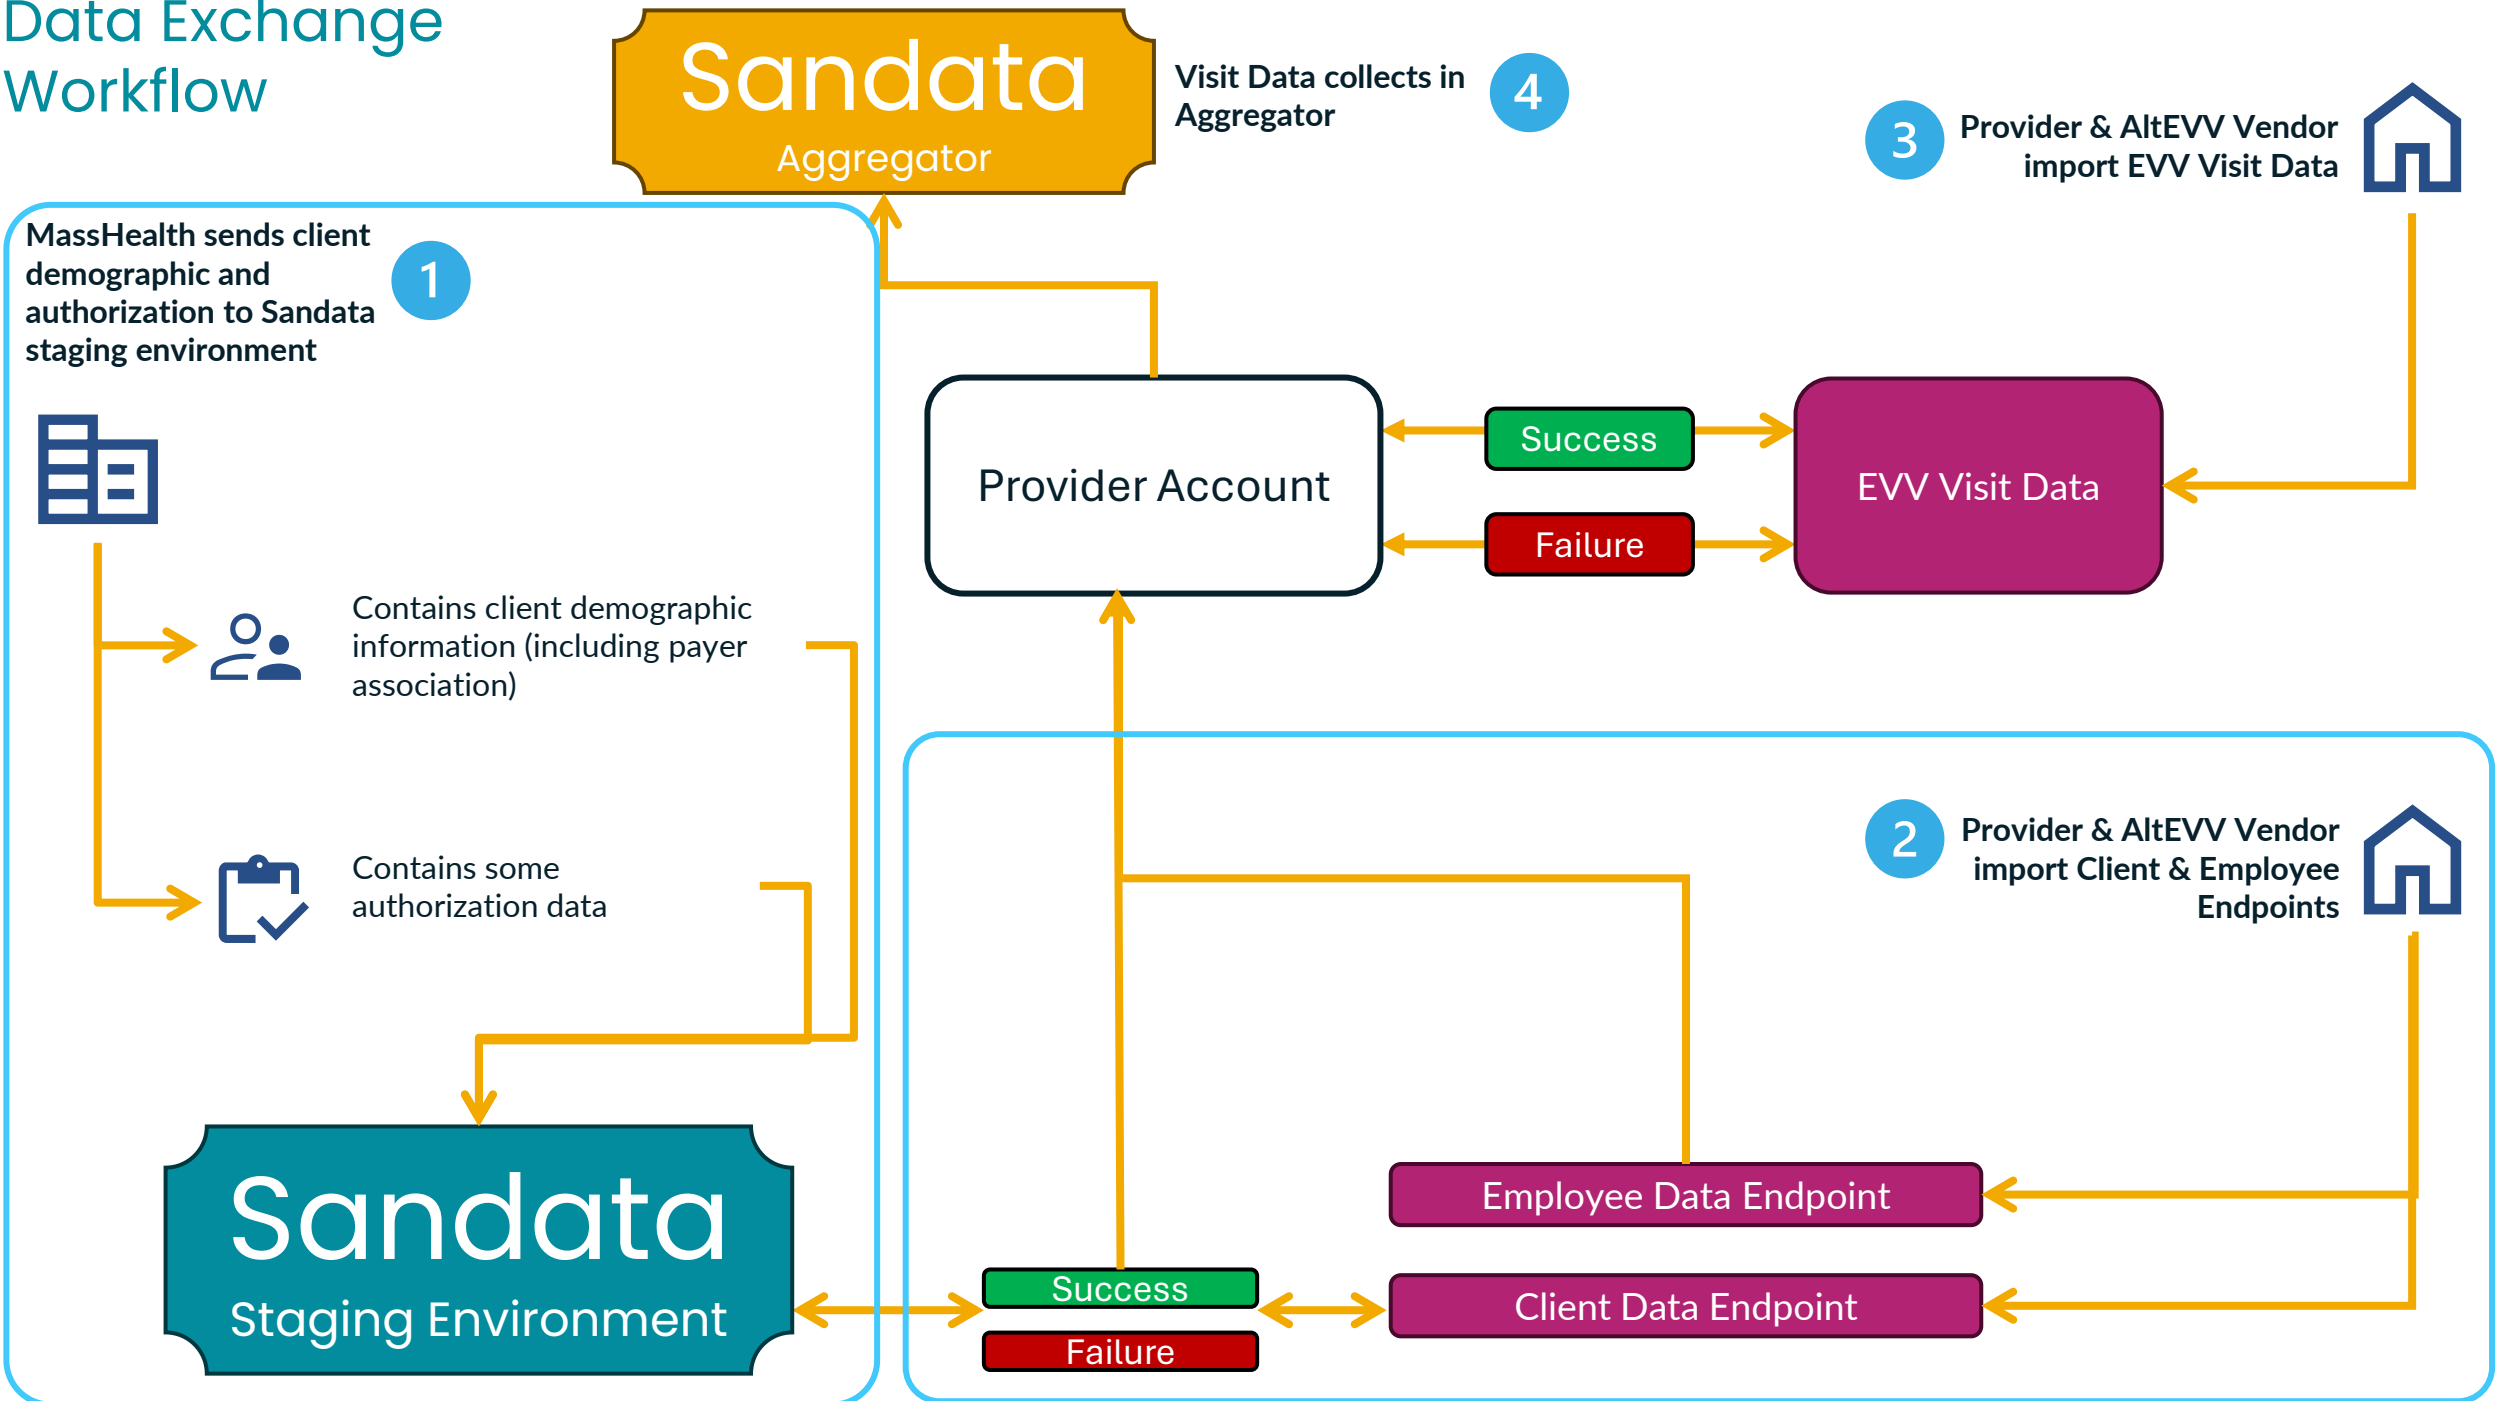 Data Exchange
Workflow
Sandata
Aggregator
Visit Data collects in
Aggregator
4
3
Provider & AltEVV Vendor
import EVV Visit Data
MassHealth sends client
demographic and
authorization to Sandata
staging environment
1
Provider Account
Success
Failure
EVV Visit Data
Contains client demographic
information (including payer
association)
Contains some
authorization data
2
Provider & AltEVV Vendor
import Client & Employee
Endpoints
Sandata
Staging Environment
Success
Failure
Employee Data Endpoint
Client Data Endpoint